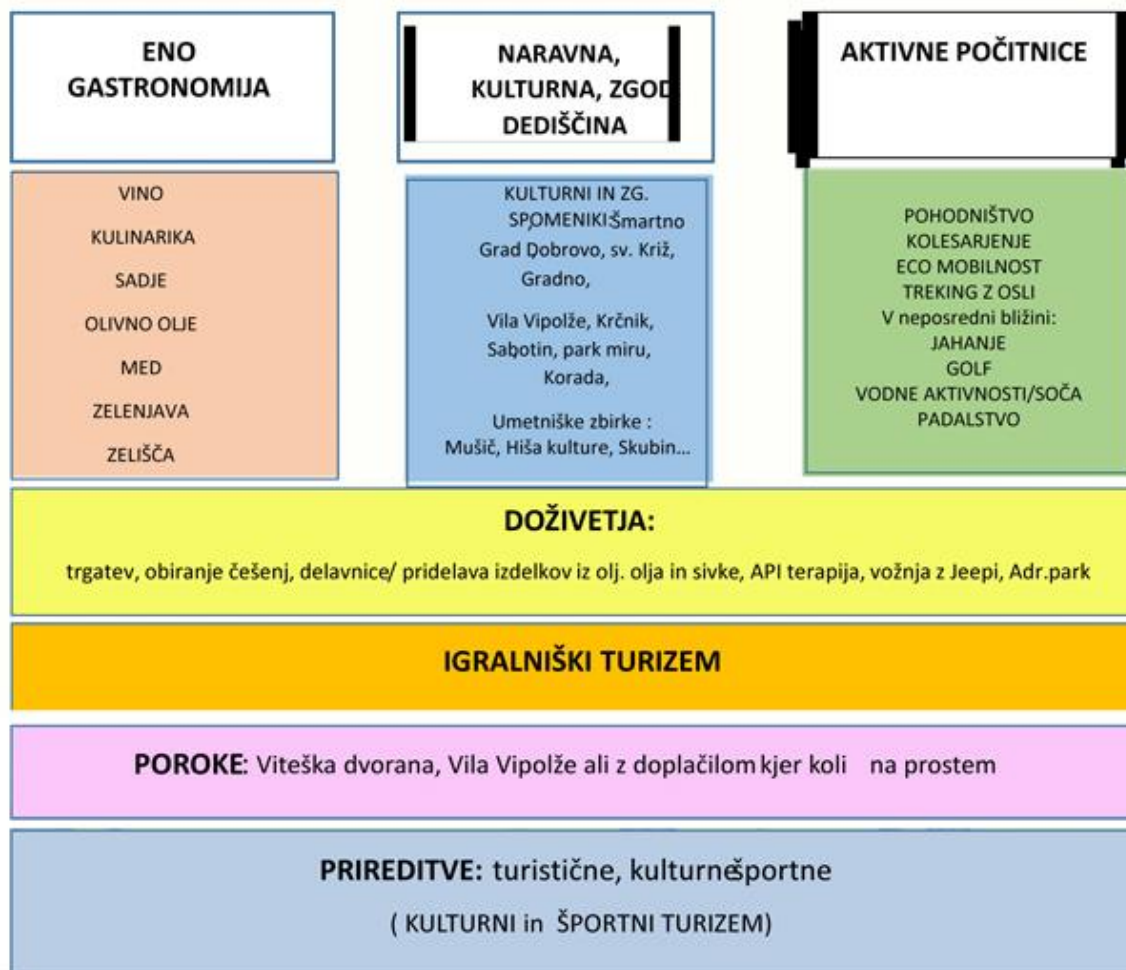 ENO
GASTRONOMIJA
NARAVNA,
KULTURNA, ZGOD
DEDIŠČINA
AKTIVNE POČITNICE
VINO
KULINARIKA
SADJE
OLIVNO OLJE
MED
ZELENJAVA
ZELIŠČA
KULTURNI IN ZG.
SPOMENIKI:Šmartno
Grad Dobrovo, sv. Križ,
Gradno,
Vila Vipolže, Krčnik,
Sabotin, park miru,
Korada,
Umetniške zbirke :
Mušič, Hiša kulture, Skubin...
POHODNIŠTVO
KOLESARJENJE
ECO MOBILNOST
TREKING Z OSLI
V neposredni bližini:
JAHANJE
GOLF
VODNE AKTIVNOSTI/SOČA
PADALSTVO
DOŽIVETJA:
trgatev, obiranje češenj, delavnice/ pridelava izdelkov iz olj. olja in sivke, API terapija, vožnja z Jeepi, Adr.park
IGRALNIŠKI TURIZEM
POROKE: Viteška dvorana, Vila Vipolže ali z doplačilom kjer koli na prostem
PRIREDITVE: turistične, kulturnešportne
( KULTURNI in ŠPORTNI TURIZEM)